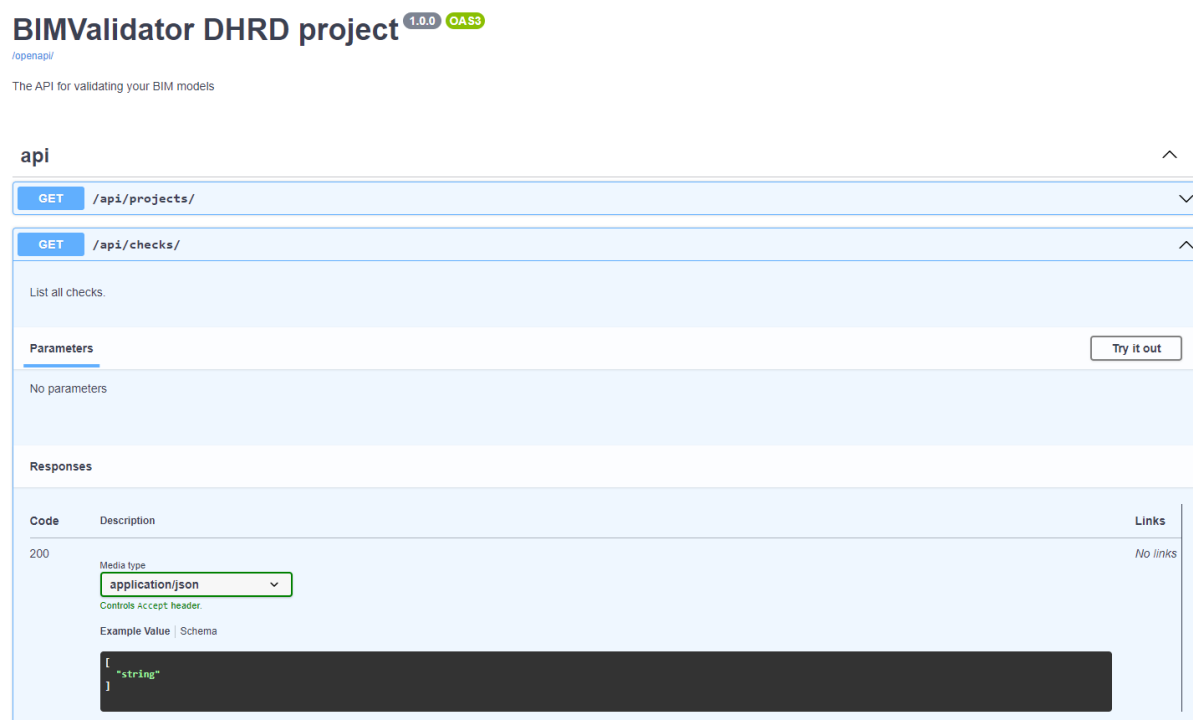 BIMValidator DHRD project 1.0.0 OAS3
/openapi/
The API for validating your BIM models
api
GET /api/projects/
GET /api/checks/
List all checks.
Parameters Try it out
No parameters
Responses
Code Description Links
200 No links
Media type
application/json
Controls Accept header.
Example Value Schema
[
"string"
]